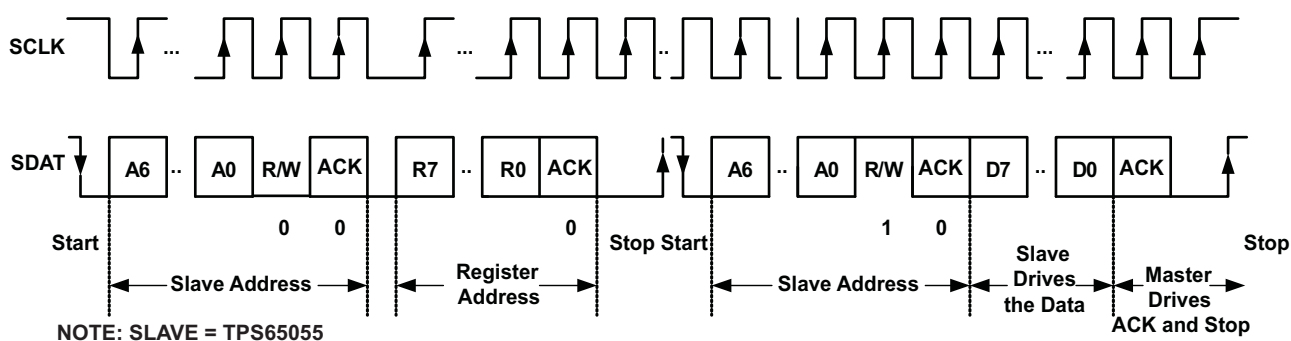 SCLK ... ... .. ...
SDAT A6 .. A0 R/W ACK R7 .. R0 ACK A6 .. A0 R/W ACK D7 .. D0 ACK
0 0 0 1 0
Start Stop Start Stop
Slave Address
Register
Address
Slave Address
Slave
Drives
the Data
Master
Drives
ACK and Stop
NOTE: SLAVE = TPS65055